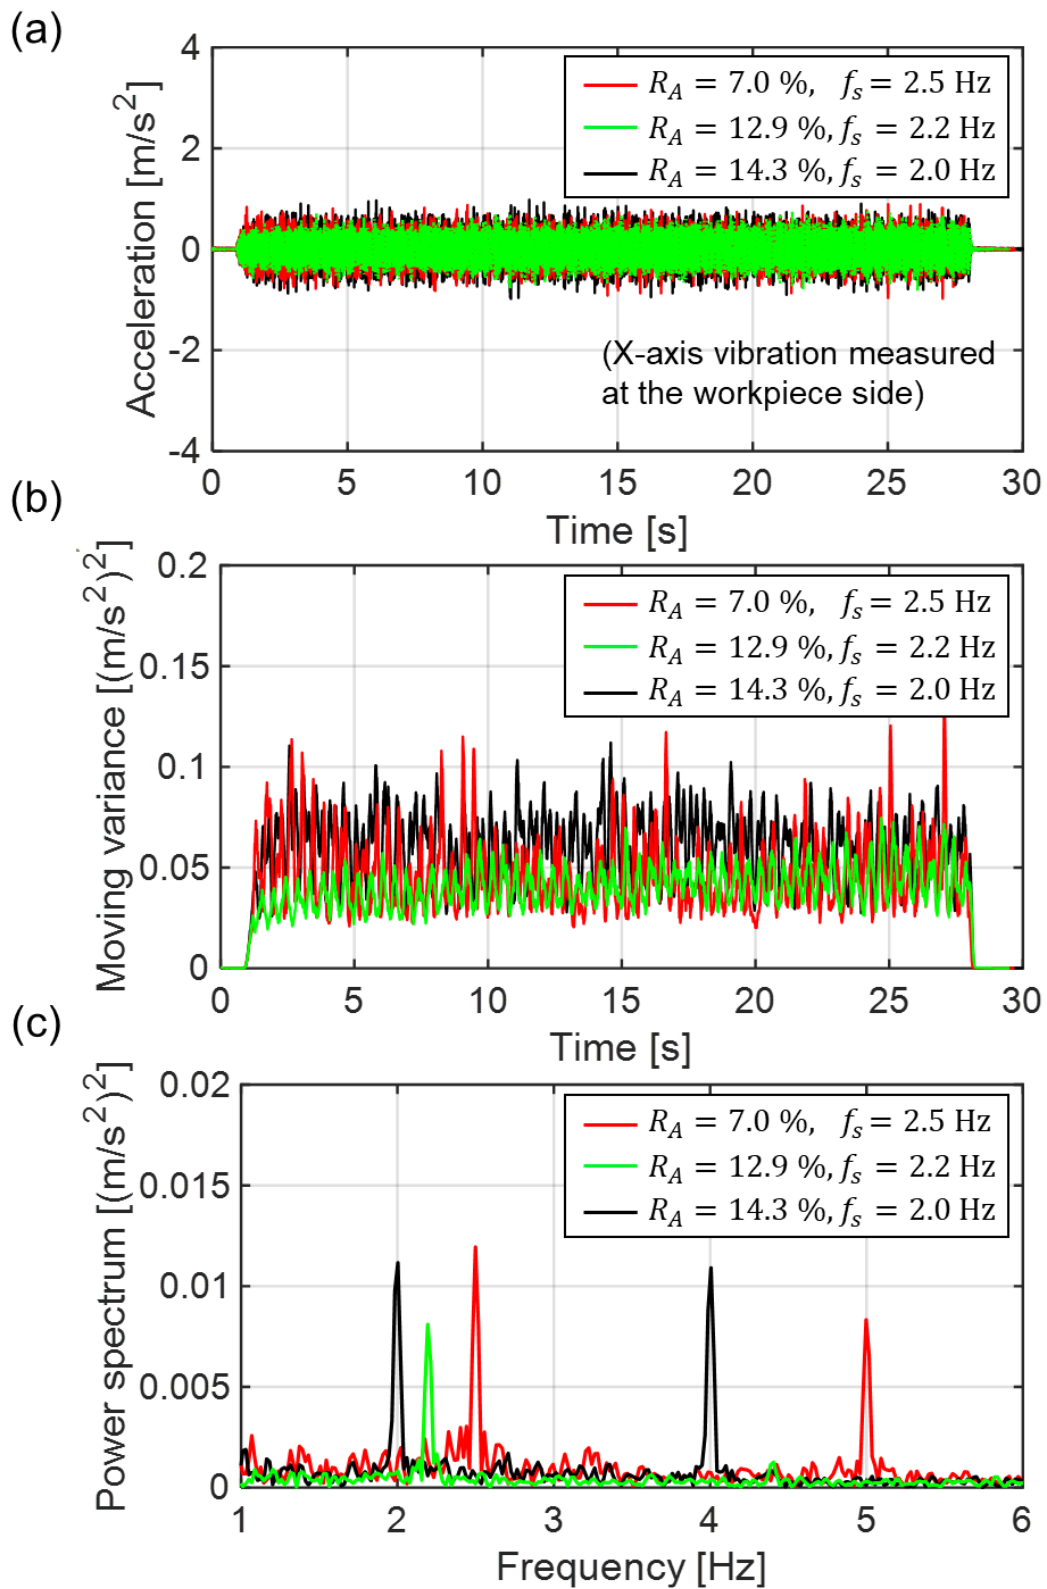 (a)
Acceleration [m/s²]
4
2
0
-2
-4
R_A = 7.0 %, f_s = 2.5 Hz
R_A = 12.9 %, f_s = 2.2 Hz
R_A = 14.3 %, f_s = 2.0 Hz
(X-axis vibration measured
at the workpiece side)
0 5 10 15 20 25 30
Time [s]
(b)
Moving variance [(m/s²)²]
0.2
0.15
0.1
0.05
0
R_A = 7.0 %, f_s = 2.5 Hz
R_A = 12.9 %, f_s = 2.2 Hz
R_A = 14.3 %, f_s = 2.0 Hz
0 5 10 15 20 25 30
Time [s]
(c)
Power spectrum [(m/s²)²]
0.02
0.015
0.01
0.005
0
R_A = 7.0 %, f_s = 2.5 Hz
R_A = 12.9 %, f_s = 2.2 Hz
R_A = 14.3 %, f_s = 2.0 Hz
1 2 3 4 5 6
Frequency [Hz]